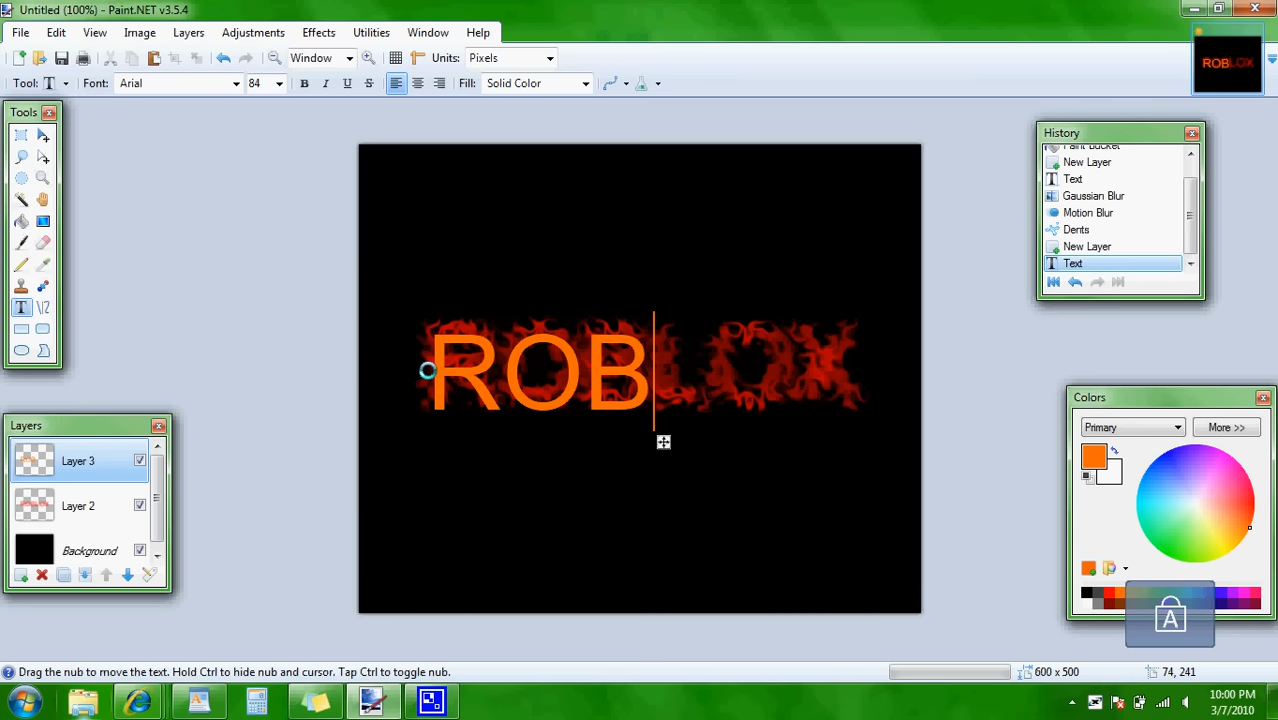 Untitled (100%) - Paint.NET v3.5.4
File Edit View Image Layers Adjustments Effects Utilities Window Help
Window Units: Pixels
Tool: T Font: Arial 84 B I U S Fill: Solid Color
ROBLOX
Tools
History
Paint Bucket
New Layer
Text
Gaussian Blur
Motion Blur
Dents
New Layer
Text
ROB
ROBLOX
Layers
Layer 3
Layer 2
Background
Colors
Primary More >>
A
Drag the nub to move the text. Hold Ctrl to hide nub and cursor. Tap Ctrl to toggle nub. 600 x 500 74, 241
10:00 PM
3/7/2010